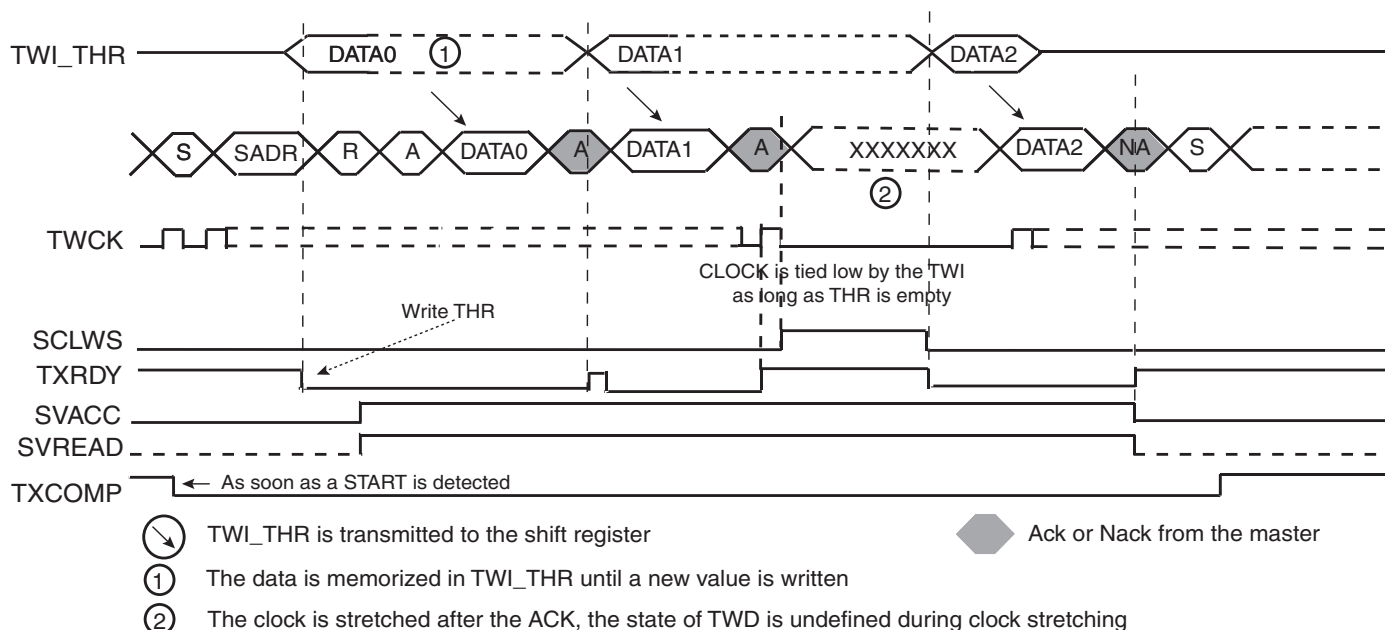 TWI_THR DATA0 1 DATA1 DATA2
S SADR R A DATA0 A DATA1 A XXXXXXX DATA2 NA S
2
TWCK
CLOCK is tied low by the TWI
as long as THR is empty
Write THR
SCLWS
TXRDY
SVACC
SVREAD
TXCOMP As soon as a START is detected
TWI_THR is transmitted to the shift register Ack or Nack from the master
1 The data is memorized in TWI_THR until a new value is written
2 The clock is stretched after the ACK, the state of TWD is undefined during clock stretching